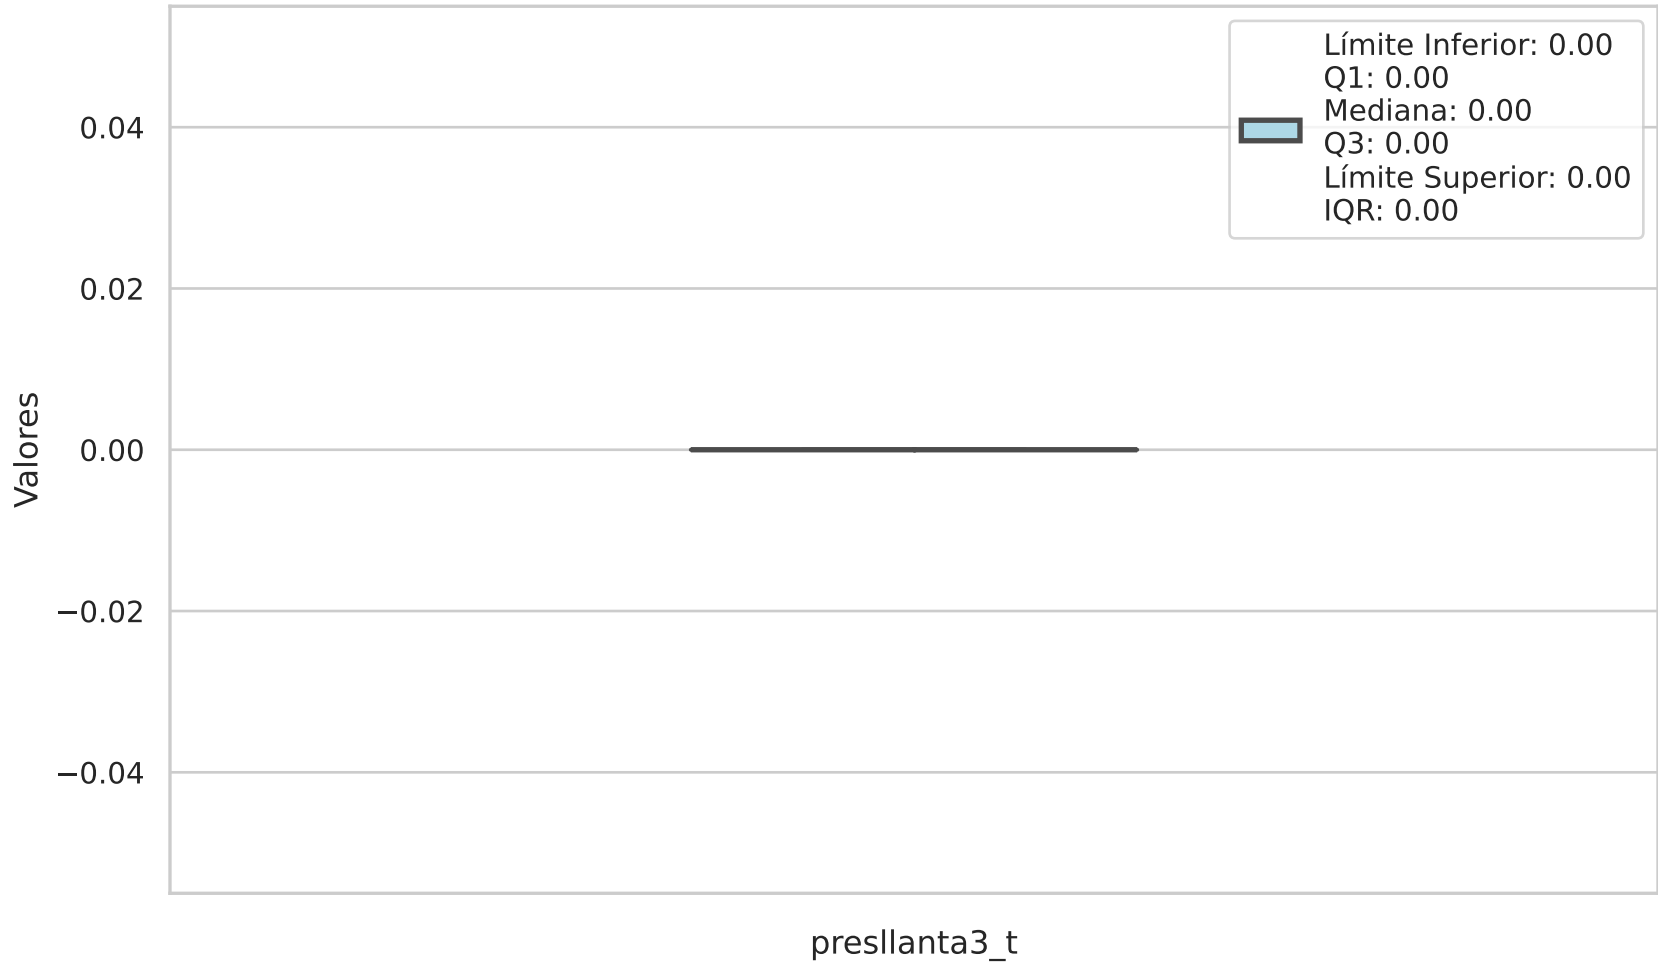 Límite Inferior: 0.00
Q1: 0.00
Mediana: 0.00
Q3: 0.00
Límite Superior: 0.00
IQR: 0.00
0.04
0.02
0.00
−0.02
−0.04
Valores
presllanta3_t